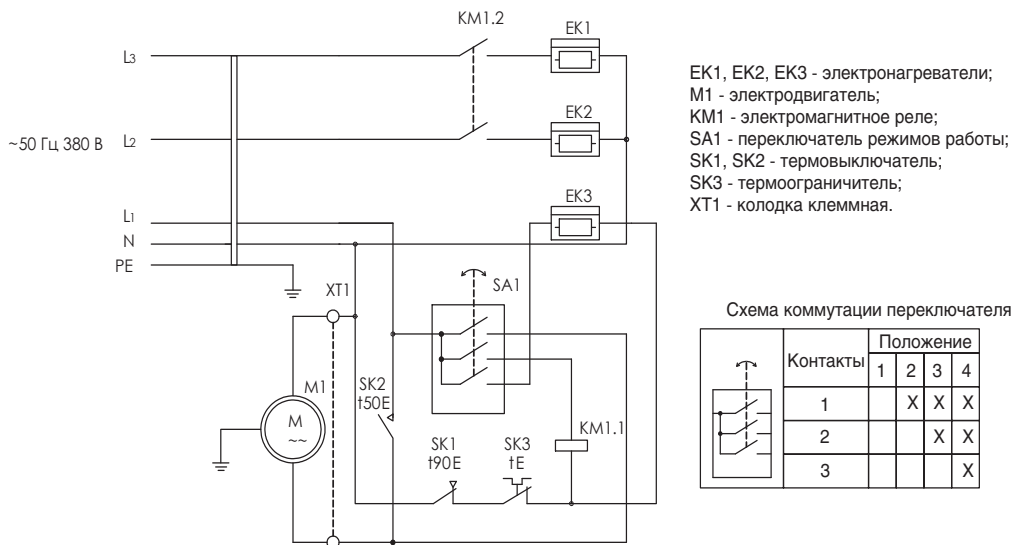 KM1.2
EK1
L3
EK2
~50 Гц 380 В
L2
EK3
L1
N
PE
XT1
SA1
M1
M
~~
SK2
t50E
SK1
t90E
SK3
tE
KM1.1
EK1, EK2, EK3 - электронагреватели;
M1 - электродвигатель;
KM1 - электромагнитное реле;
SA1 - переключатель режимов работы;
SK1, SK2 - термовыключатель;
SK3 - термоограничитель;
XT1 - колодка клеммная.
Схема коммутации переключателя
Контакты
Положение
1 2 3 4
1 X X X
2 X X
3 X